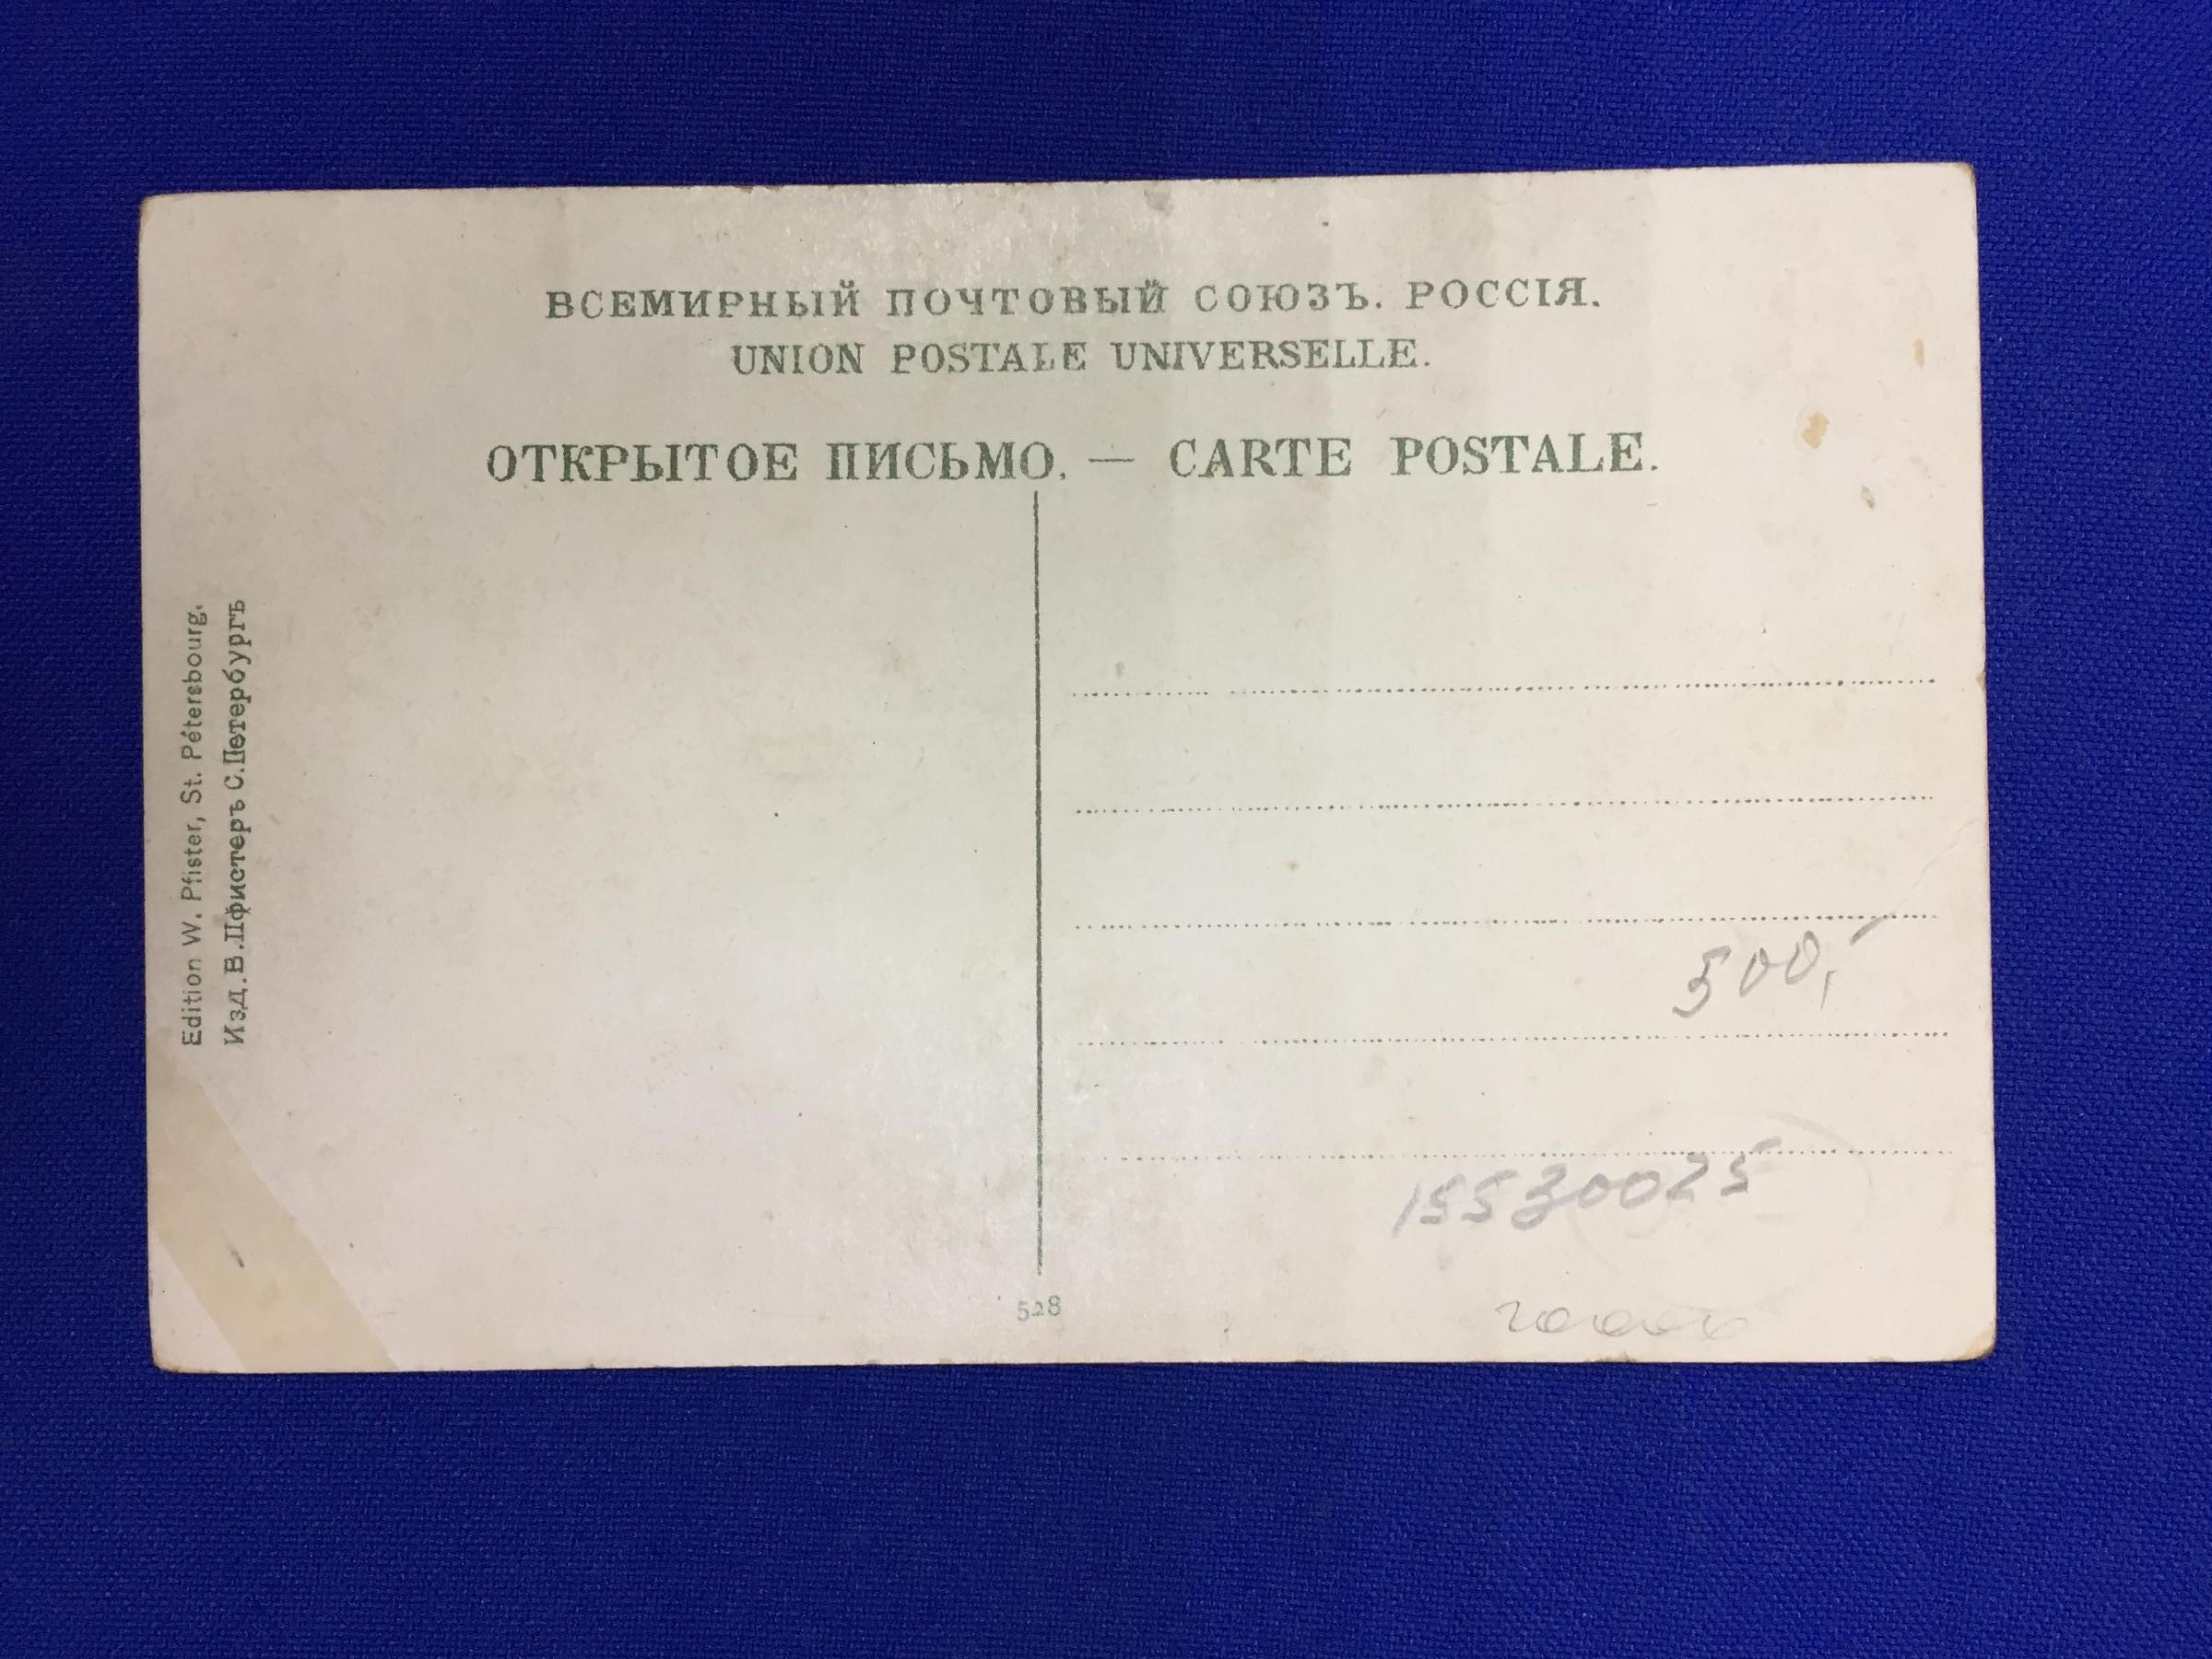 ВСЕМИРНЫЙ ПОЧТОВЫЙ СОЮЗЪ. РОССІЯ.
UNION POSTALE UNIVERSELLE.
ОТКРЫТОЕ ПИСЬМО. — CARTE POSTALE.
Edition W. Pfister, St. Pétersbourg.
Изд.В.Пфистеръ С.Петербургъ
500,-
15530025
528